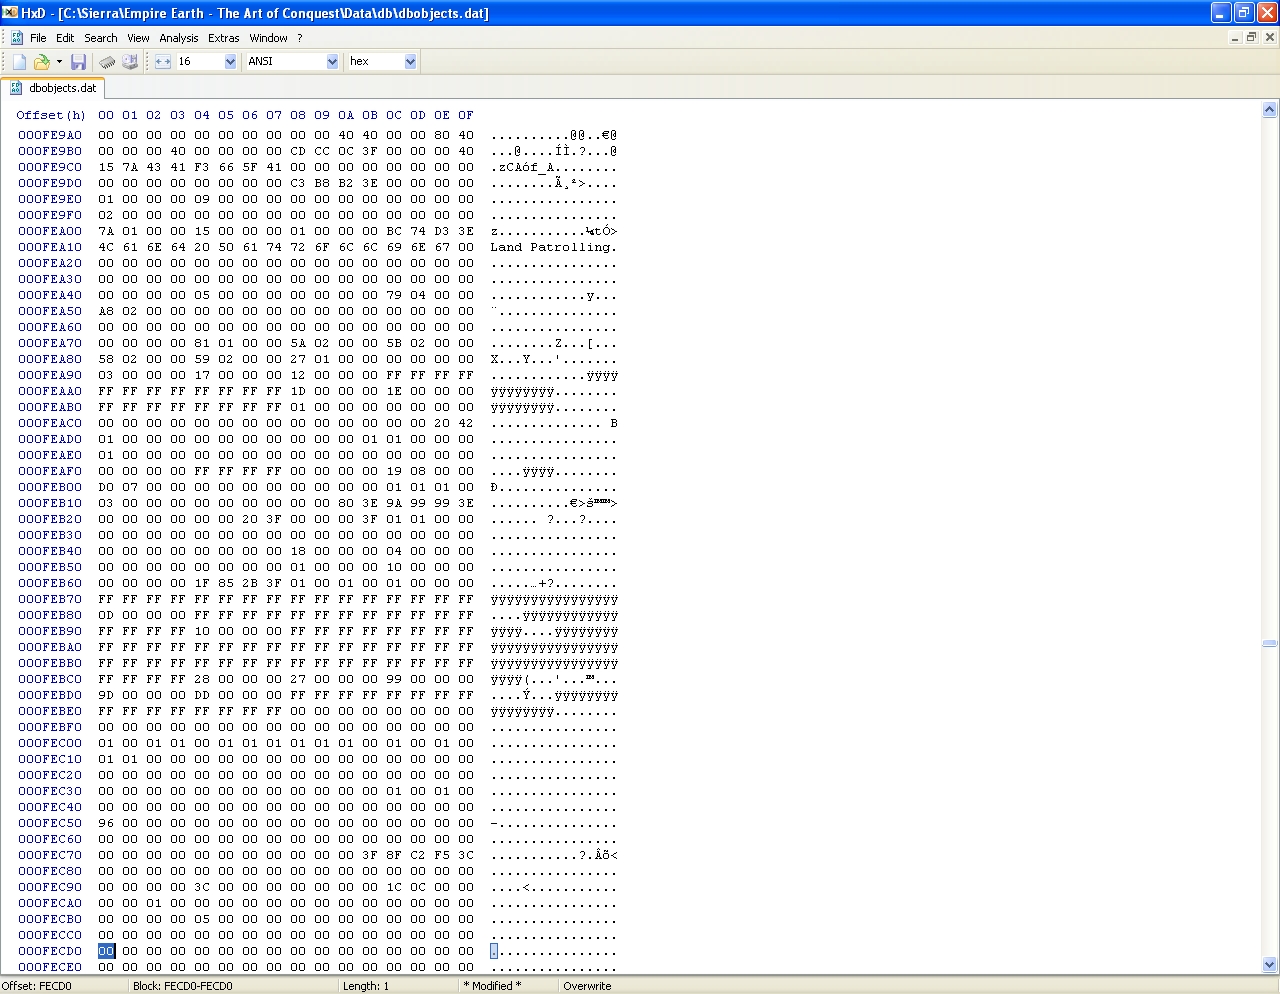 HxD - [C:\Sierra\Empire Earth - The Art of Conquest\Data\db\dbobjects.dat]
File Edit Search View Analysis Extras Window ?
16 ANSI hex
dbobjects.dat
Offset(h) 00 01 02 03 04 05 06 07 08 09 0A 0B 0C 0D 0E 0F
000FE9A0 00 00 00 00 00 00 00 00 00 00 40 40 00 00 80 40 ..........@@..€@
000FE9B0 00 00 00 40 00 00 00 00 CD CC 0C 3F 00 00 00 40 ...@....ÍÌ.?...@
000FE9C0 15 7A 43 41 F3 66 5F 41 00 00 00 00 00 00 00 00 .zCAóf_A........
000FE9D0 00 00 00 00 00 00 00 00 C3 B8 B2 3E 00 00 00 00 ........Ã¸²>....
000FE9E0 01 00 00 00 09 00 00 00 00 00 00 00 00 00 00 00 ................
000FE9F0 02 00 00 00 00 00 00 00 00 00 00 00 00 00 00 00 ................
000FEA00 7A 01 00 00 15 00 00 00 01 00 00 00 BC 74 D3 3E z...........¼tÓ>
000FEA10 4C 61 6E 64 20 50 61 74 72 6F 6C 6C 69 6E 67 00 Land Patrolling.
000FEA20 00 00 00 00 00 00 00 00 00 00 00 00 00 00 00 00 ................
000FEA30 00 00 00 00 00 00 00 00 00 00 00 00 00 00 00 00 ................
000FEA40 00 00 00 00 05 00 00 00 00 00 00 00 79 04 00 00 ............y...
000FEA50 A8 02 00 00 00 00 00 00 00 00 00 00 00 00 00 00 ¨...............
000FEA60 00 00 00 00 00 00 00 00 00 00 00 00 00 00 00 00 ................
000FEA70 00 00 00 00 81 01 00 00 5A 02 00 00 5B 02 00 00 ........Z...[...
000FEA80 58 02 00 00 59 02 00 00 27 01 00 00 00 00 00 00 X...Y...'.......
000FEA90 03 00 00 00 17 00 00 00 12 00 00 00 FF FF FF FF ............ÿÿÿÿ
000FEAA0 FF FF FF FF FF FF FF FF 1D 00 00 00 1E 00 00 00 ÿÿÿÿÿÿÿÿ........
000FEAB0 FF FF FF FF FF FF FF FF 01 00 00 00 00 00 00 00 ÿÿÿÿÿÿÿÿ........
000FEAC0 00 00 00 00 00 00 00 00 00 00 00 00 00 00 20 42 .............. B
000FEAD0 01 00 00 00 00 00 00 00 00 00 00 01 01 00 00 00 ................
000FEAE0 01 00 00 00 00 00 00 00 00 00 00 00 00 00 00 00 ................
000FEAF0 00 00 00 00 FF FF FF FF 00 00 00 00 19 08 00 00 ....ÿÿÿÿ........
000FEB00 D0 07 00 00 00 00 00 00 00 00 00 00 01 01 01 00 Ð...............
000FEB10 03 00 00 00 00 00 00 00 00 00 80 3E 9A 99 99 3E ..........€>š™™>
000FEB20 00 00 00 00 00 00 20 3F 00 00 00 3F 01 01 00 00 ...... ?...?....
000FEB30 00 00 00 00 00 00 00 00 00 00 00 00 00 00 00 00 ................
000FEB40 00 00 00 00 00 00 00 00 18 00 00 00 04 00 00 00 ................
000FEB50 00 00 00 00 00 00 00 00 01 00 00 00 10 00 00 00 ................
000FEB60 00 00 00 00 1F 85 2B 3F 01 00 01 00 01 00 00 00 .....…+?........
000FEB70 FF FF FF FF FF FF FF FF FF FF FF FF FF FF FF FF ÿÿÿÿÿÿÿÿÿÿÿÿÿÿÿÿ
000FEB80 0D 00 00 00 FF FF FF FF FF FF FF FF FF FF FF FF ....ÿÿÿÿÿÿÿÿÿÿÿÿ
000FEB90 FF FF FF FF 10 00 00 00 FF FF FF FF FF FF FF FF ÿÿÿÿ....ÿÿÿÿÿÿÿÿ
000FEBA0 FF FF FF FF FF FF FF FF FF FF FF FF FF FF FF FF ÿÿÿÿÿÿÿÿÿÿÿÿÿÿÿÿ
000FEBB0 FF FF FF FF FF FF FF FF FF FF FF FF FF FF FF FF ÿÿÿÿÿÿÿÿÿÿÿÿÿÿÿÿ
000FEBC0 FF FF FF FF 28 00 00 00 27 00 00 00 99 00 00 00 ÿÿÿÿ(...'...™...
000FEBD0 9D 00 00 00 DD 00 00 00 FF FF FF FF FF FF FF FF ....Ý...ÿÿÿÿÿÿÿÿ
000FEBE0 FF FF FF FF FF FF FF FF 00 00 00 00 00 00 00 00 ÿÿÿÿÿÿÿÿ........
000FEBF0 00 00 00 00 00 00 00 00 00 00 00 00 00 00 00 00 ................
000FEC00 01 00 01 01 00 01 01 01 01 01 01 00 01 00 01 00 ................
000FEC10 01 01 00 00 00 00 00 00 00 00 00 00 00 00 00 00 ................
000FEC20 00 00 00 00 00 00 00 00 00 00 00 00 00 00 00 00 ................
000FEC30 00 00 00 00 00 00 00 00 00 00 00 00 01 00 01 00 ................
000FEC40 00 00 00 00 00 00 00 00 00 00 00 00 00 00 00 00 ................
000FEC50 96 00 00 00 00 00 00 00 00 00 00 00 00 00 00 00 –...............
000FEC60 00 00 00 00 00 00 00 00 00 00 00 00 00 00 00 00 ................
000FEC70 00 00 00 00 00 00 00 00 00 00 00 3F 8F C2 F5 3C ...........?.Âõ<
000FEC80 00 00 00 00 00 00 00 00 00 00 00 00 00 00 00 00 ................
000FEC90 00 00 00 00 3C 00 00 00 00 00 00 00 1C 0C 00 00 ....<...........
000FECA0 00 00 01 00 00 00 00 00 00 00 00 00 00 00 00 00 ................
000FECB0 00 00 00 00 05 00 00 00 00 00 00 00 00 00 00 00 ................
000FECC0 00 00 00 00 00 00 00 00 00 00 00 00 00 00 00 00 ................
000FECD0 00 00 00 00 00 00 00 00 00 00 00 00 00 00 00 00 ................
000FECE0 00 00 00 00 00 00 00 00 00 00 00 00 00 00 00 00 ................
Offset: FECD0 Block: FECD0-FECD0 Length: 1 * Modified * Overwrite